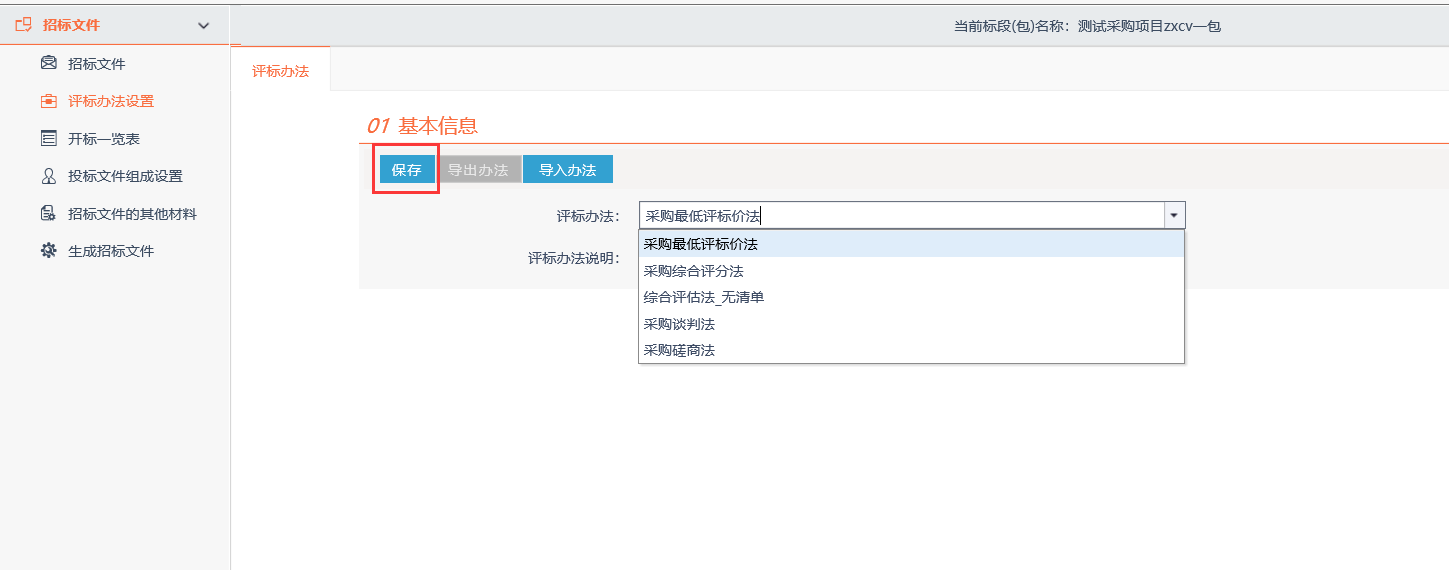 招标文件
当前标段(包)名称：测试采购项目zxcv一包
招标文件
评标办法设置
开标一览表
投标文件组成设置
招标文件的其他材料
生成招标文件
评标办法
01 基本信息
保存 导出办法 导入办法
评标办法： 采购最低评标价法
评标办法说明：
采购最低评标价法
采购综合评分法
综合评估法_无清单
采购谈判法
采购磋商法